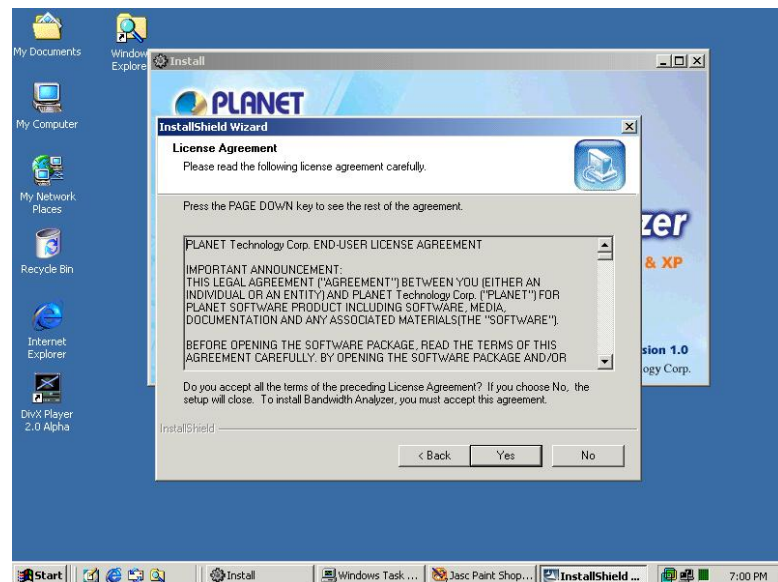 My Documents
Window
Explore
My Computer
My Network
Places
Recycle Bin
Internet
Explorer
DivX Player
2.0 Alpha
Install
PLANET
zer
& XP
sion 1.0
ogy Corp.
InstallShield Wizard
License Agreement
Please read the following license agreement carefully.
Press the PAGE DOWN key to see the rest of the agreement.
PLANET Technology Corp. END-USER LICENSE AGREEMENT
IMPORTANT ANNOUNCEMENT:
THIS LEGAL AGREEMENT ("AGREEMENT") BETWEEN YOU (EITHER AN
INDIVIDUAL OR AN ENTITY) AND PLANET Technology Corp. ("PLANET") FOR
PLANET SOFTWARE PRODUCT INCLUDING SOFTWARE, MEDIA,
DOCUMENTATION AND ANY ASSOCIATED MATERIALS(THE "SOFTWARE").
BEFORE OPENING THE SOFTWARE PACKAGE, READ THE TERMS OF THIS
AGREEMENT CAREFULLY. BY OPENING THE SOFTWARE PACKAGE AND/OR
Do you accept all the terms of the preceding License Agreement? If you choose No, the
setup will close. To install Bandwidth Analyzer, you must accept this agreement.
InstallShield
< Back
Yes
No
Start
Install
Windows Task ...
Jasc Paint Shop...
InstallShield ...
7:00 PM